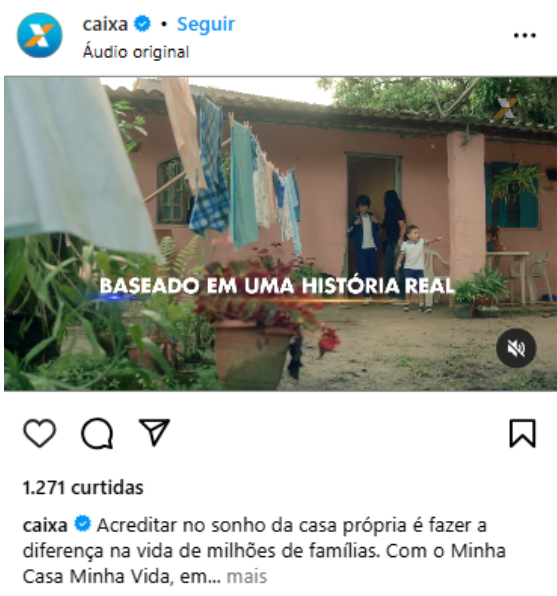 caixa • Seguir
Áudio original
BASEADO EM UMA HISTÓRIA REAL
1.271 curtidas
caixa Acreditar no sonho da casa própria é fazer a
diferença na vida de milhões de famílias. Com o Minha
Casa Minha Vida, em... mais